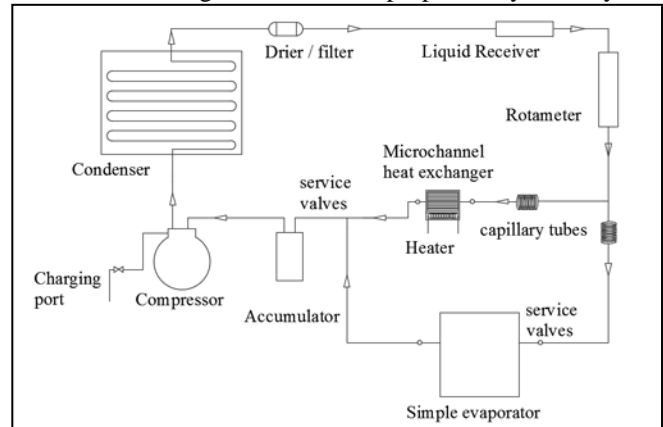 Drier / filter
Liquid Receiver
Rotameter
Condenser
Microchannel
heat exchanger
service
valves
Heater
capillary tubes
Charging
port
Compressor
Accumulator
service
valves
Simple evaporator